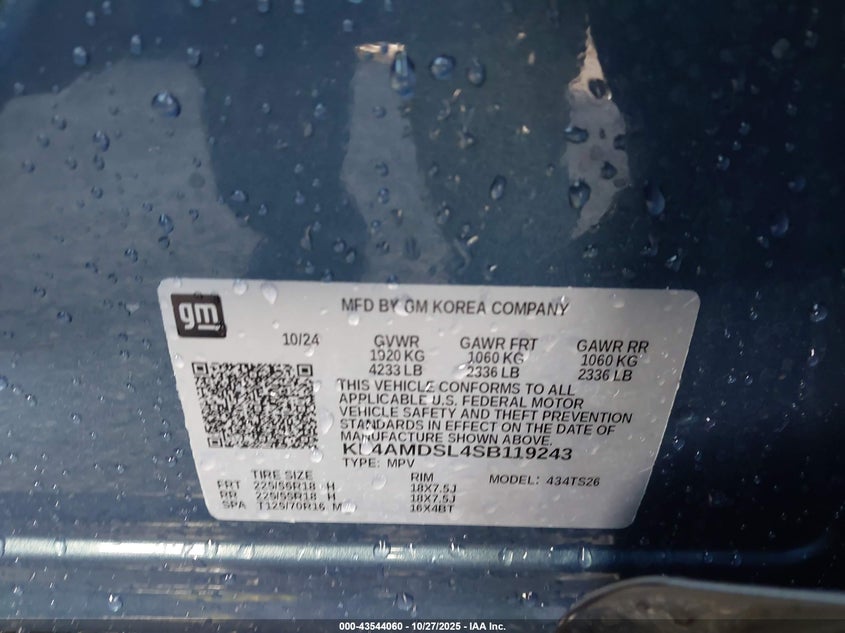 gm
MFD BY GM KOREA COMPANY
10/24 GVWR GAWR FRT GAWR RR
1920 KG 1060 KG 1060 KG
4233 LB 2336 LB 2336 LB
THIS VEHICLE CONFORMS TO ALL
APPLICABLE U.S. FEDERAL MOTOR
VEHICLE SAFETY AND THEFT PREVENTION
STANDARDS IN EFFECT ON THE DATE OF
MANUFACTURE SHOWN ABOVE.
KL4AMDSL4SB119243
TYPE: MPV
TIRE SIZE RIM MODEL: 434TS26
FRT 225/55R18 H 18X7.5J
RR 225/55R18 H 18X7.5J
SPA T125/70R16 M 16X4BT
000-43544060 - 10/27/2025 - IAA Inc.